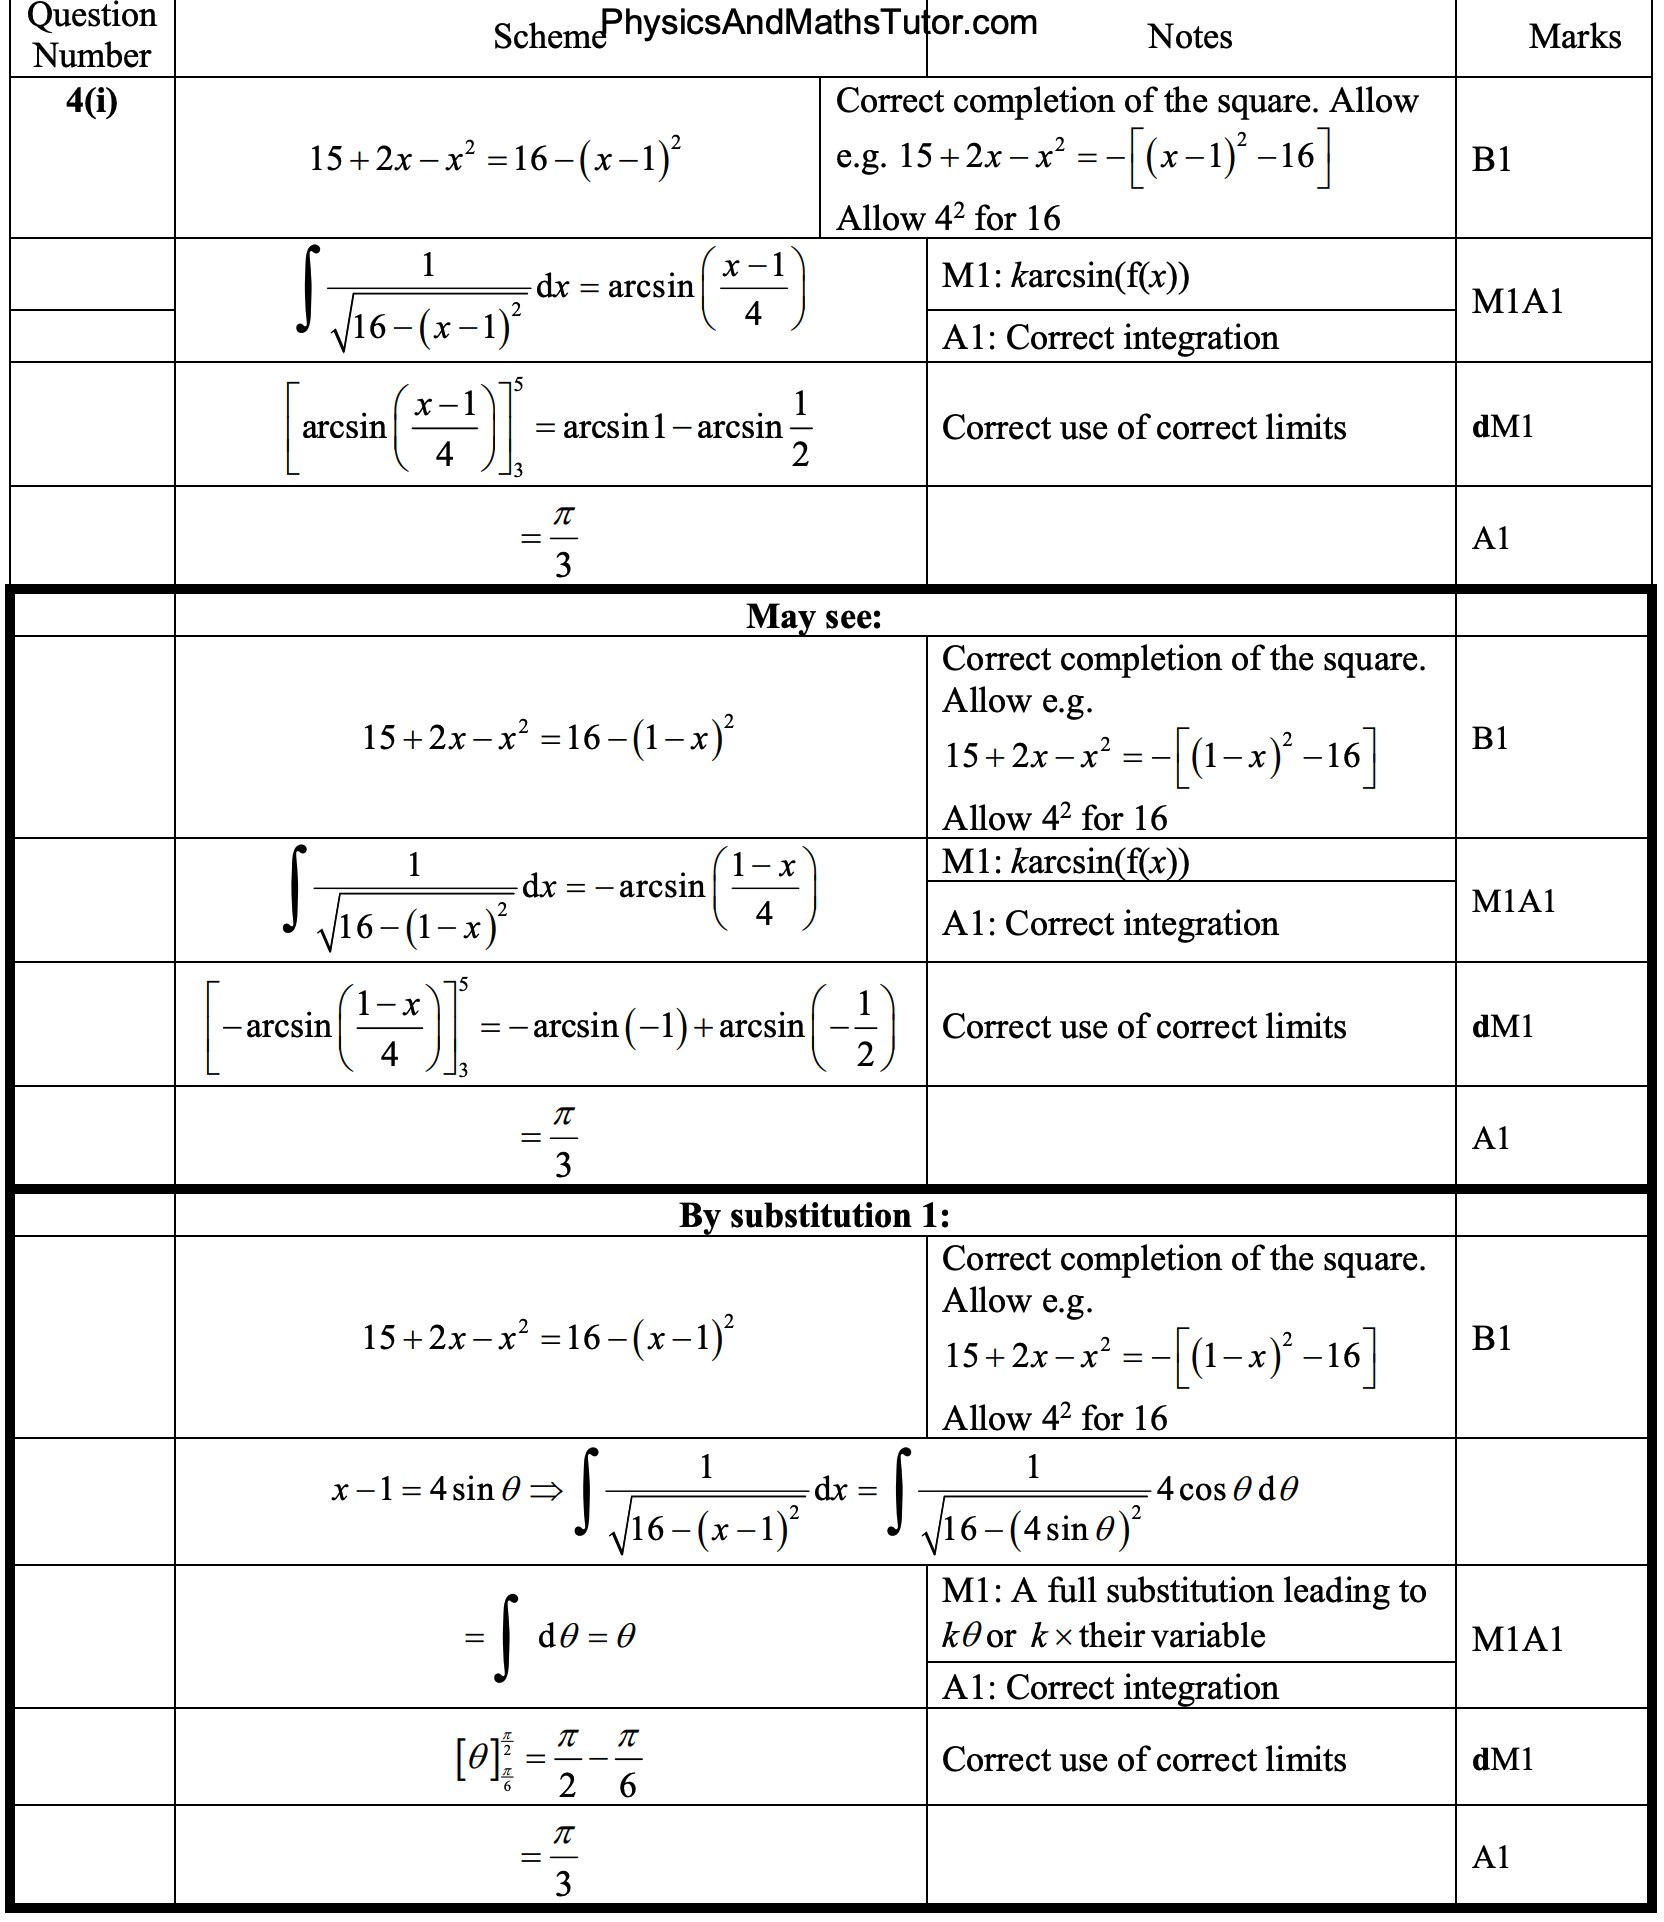 Question Number
Scheme
PhysicsAndMathsTutor.com
Notes
Marks
4(i)
15 + 2x − x² = 16 − (x − 1)²
Correct completion of the square. Allow
e.g. 15 + 2x − x² = −[(x − 1)² − 16]
Allow 4² for 16
B1
∫ 1/√(16 − (x − 1)²) dx = arcsin((x − 1)/4)
M1: karcsin(f(x))
A1: Correct integration
M1A1
[arcsin((x − 1)/4)]₃⁵ = arcsin 1 − arcsin 1/2
Correct use of correct limits
dM1
= π/3
A1
May see:
15 + 2x − x² = 16 − (1 − x)²
Correct completion of the square.
Allow e.g.
15 + 2x − x² = −[(1 − x)² − 16]
Allow 4² for 16
B1
∫ 1/√(16 − (1 − x)²) dx = − arcsin((1 − x)/4)
M1: karcsin(f(x))
A1: Correct integration
M1A1
[−arcsin((1 − x)/4)]₃⁵ = − arcsin(−1) + arcsin(−1/2)
Correct use of correct limits
dM1
= π/3
A1
By substitution 1:
15 + 2x − x² = 16 − (x − 1)²
Correct completion of the square.
Allow e.g.
15 + 2x − x² = −[(1 − x)² − 16]
Allow 4² for 16
B1
x − 1 = 4 sin θ ⇒ ∫ 1/√(16 − (x − 1)²) dx = ∫ 1/√(16 − (4 sin θ)²) 4 cos θ dθ
= ∫ dθ = θ
M1: A full substitution leading to
kθ or k × their variable
A1: Correct integration
M1A1
[θ]_{π/6}^{π/2} = π/2 − π/6
Correct use of correct limits
dM1
= π/3
A1